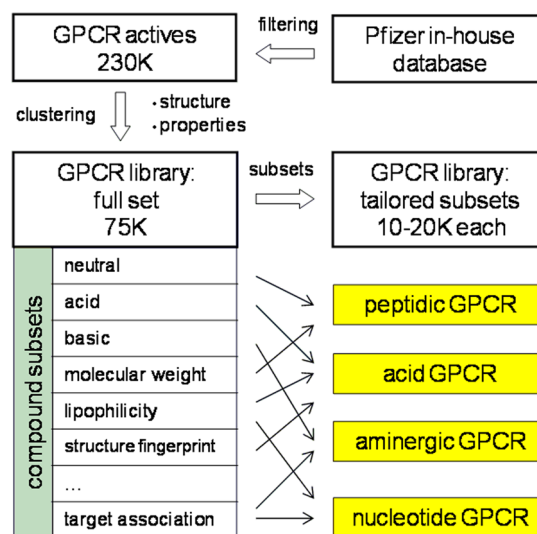 GPCR actives
230K
filtering
Pfizer in-house
database
clustering
• structure
• properties
GPCR library:
full set
75K
subsets
GPCR library:
tailored subsets
10-20K each
compound subsets
neutral
acid
basic
molecular weight
lipophilicity
structure fingerprint
...
target association
peptidic GPCR
acid GPCR
aminergic GPCR
nucleotide GPCR